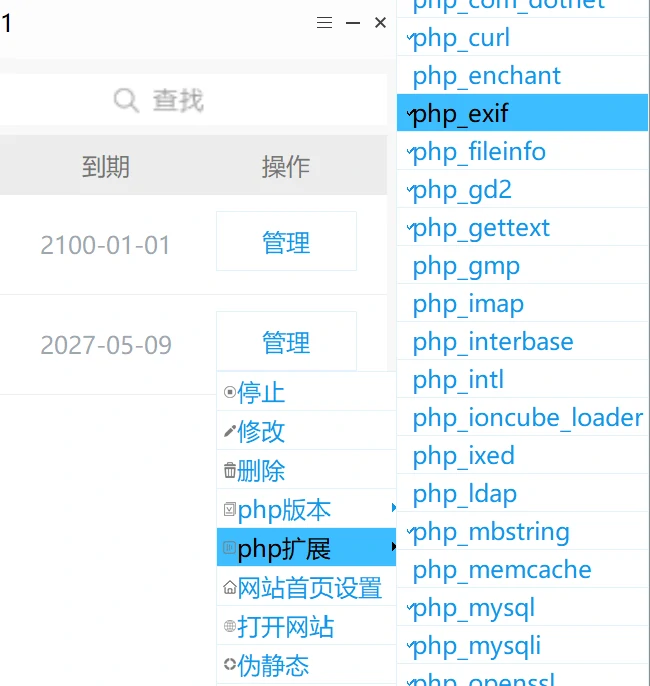 1
查找
到期 操作
2100-01-01 管理
2027-05-09 管理
停止
修改
删除
php版本
php扩展
网站首页设置
打开网站
伪静态
php_com_dotnet
php_curl
php_enchant
php_exif
php_fileinfo
php_gd2
php_gettext
php_gmp
php_imap
php_interbase
php_intl
php_ioncube_loader
php_ixed
php_ldap
php_mbstring
php_memcache
php_mysql
php_mysqli
php_openssl